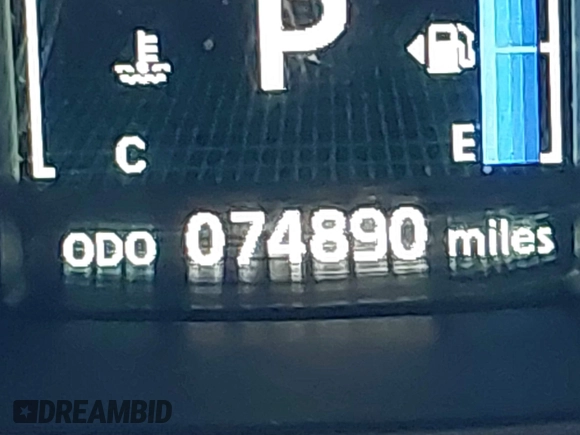 P
C E
ODO 074890 miles
DREAMBID